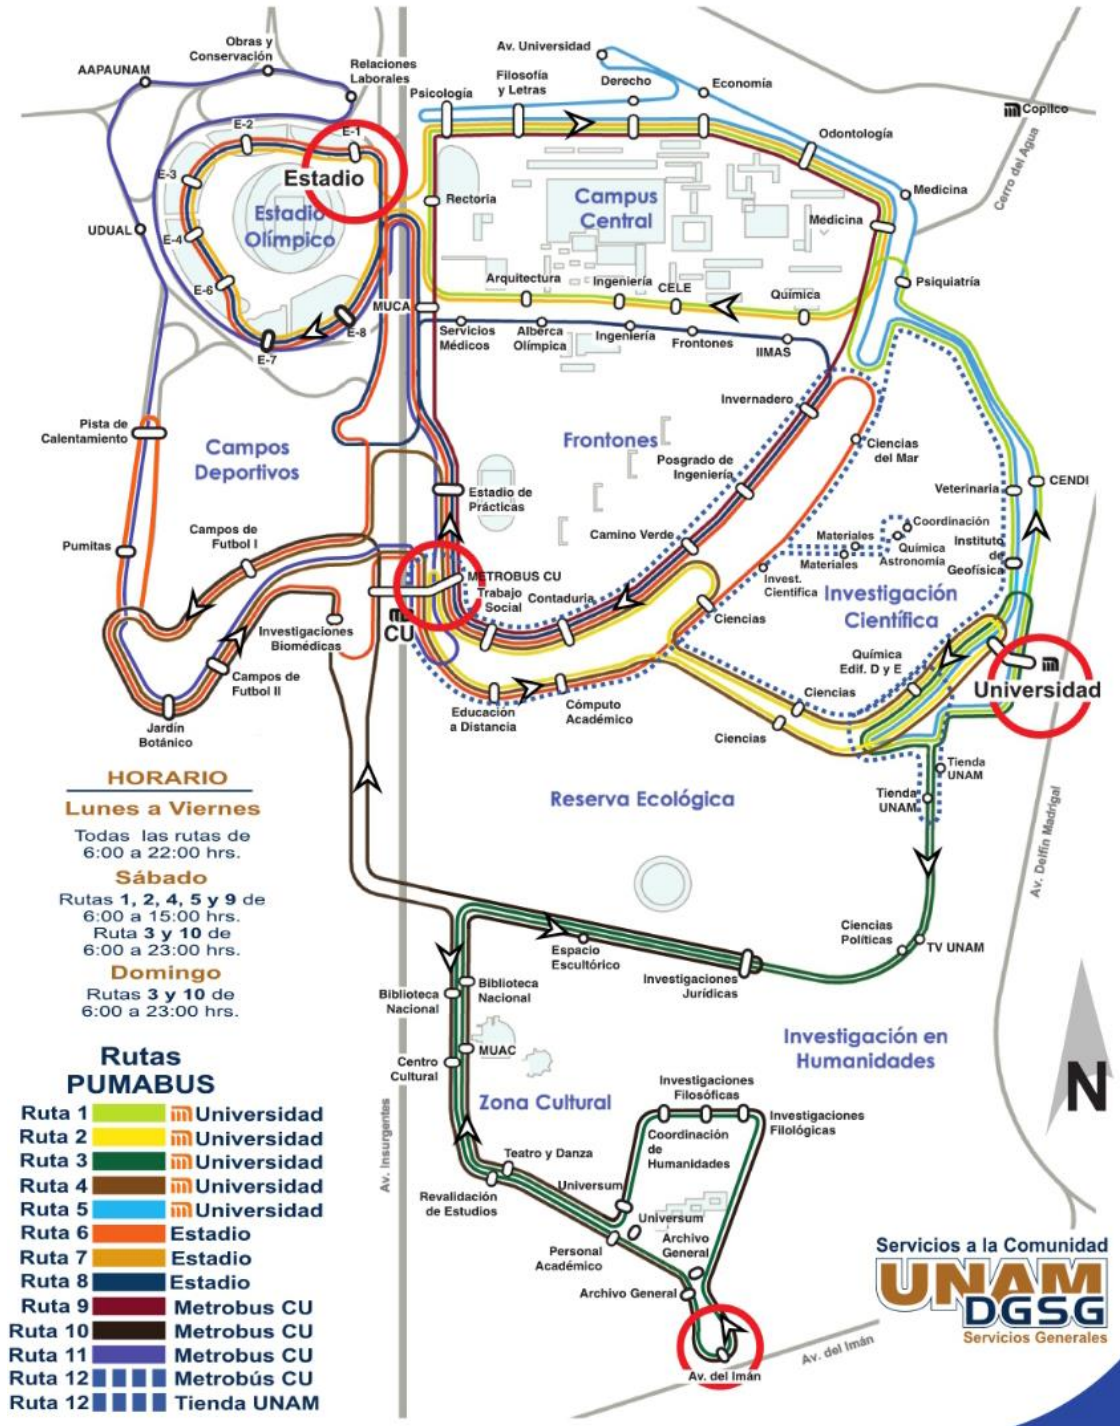 Obras y
Conservación
AAPAUNAM
Relaciones
Laborales
Psicología
Av. Universidad
Filosofía
y Letras
Derecho
Economía
Copilco
Cerro del Agua
Odontología
E-1
E-2
E-3
E-4
E-6
E-7
E-8
Estadio
Estadio
Olímpico
UDUAL
Rectoria
Campus
Central
Medicina
Médicina
Psiquiatría
Arquitectura
Ingeniería
CELE
Química
MUCA
Servicios
Médicos
Alberca
Olímpica
Ingeniería
Frontones
IIMAS
Invernadero
Pista de
Calentamiento
Campos
Deportivos
Frontones
Ciencias
del Mar
Posgrado de
Ingeniería
Veterinaria
CENDI
Estadio de
Prácticas
Pumitas
Campos de
Futbol I
Camino Verde
Materiales
Materiales
Coordinación
Química
Astronomía
Instituto
de
Geofísica
METROBUS CU
Trabajo
Social
Contaduria
Invest.
Científica
Investigación
Científica
CU
Ciencias
Investigaciones
Biomédicas
Campos de
Futbol II
Química
Edif. D y E
Universidad
Jardín
Botánico
Educación
a Distancia
Cómputo
Académico
Ciencias
Ciencias
Tienda
UNAM
Tienda
UNAM
Av. Delfín Madrigal
HORARIO
Lunes a Viernes
Todas las rutas de
6:00 a 22:00 hrs.
Sábado
Rutas 1, 2, 4, 5 y 9 de
6:00 a 15:00 hrs.
Ruta 3 y 10 de
6:00 a 23:00 hrs.
Domingo
Rutas 3 y 10 de
6:00 a 23:00 hrs.
Reserva Ecológica
Ciencias
Políticas
TV UNAM
Espacio
Escultórico
Investigaciones
Jurídicas
Biblioteca
Nacional
Biblioteca
Nacional
Centro
Cultural
MUAC
Investigación en
Humanidades
Zona Cultural
Av. Insurgentes
Investigaciones
Filosóficas
Investigaciones
Filológicas
Coordinación
de
Humanidades
Teatro y Danza
Revalidación
de Estudios
Universum
Universum
Personal
Académico
Archivo
General
Archivo General
Av. del Imán
Av. del Imán
N
Rutas
PUMABUS
Ruta 1 Universidad
Ruta 2 Universidad
Ruta 3 Universidad
Ruta 4 Universidad
Ruta 5 Universidad
Ruta 6 Estadio
Ruta 7 Estadio
Ruta 8 Estadio
Ruta 9 Metrobus CU
Ruta 10 Metrobus CU
Ruta 11 Metrobus CU
Ruta 12 Metrobús CU
Ruta 12 Tienda UNAM
Servicios a la Comunidad
UNAM
DGSG
Servicios Generales